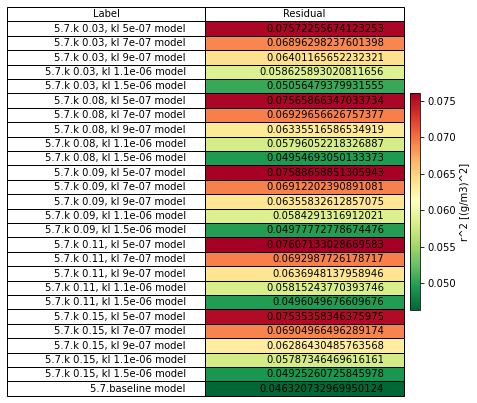 Label Residual
5.7.k 0.03, kl 5e-07 model 0.07572255674123253
5.7.k 0.03, kl 7e-07 model 0.06896298237601398
5.7.k 0.03, kl 9e-07 model 0.06401165652232321
5.7.k 0.03, kl 1.1e-06 model 0.058625893020811656
5.7.k 0.03, kl 1.5e-06 model 0.05056479379931555
5.7.k 0.08, kl 5e-07 model 0.07565866347033734
5.7.k 0.08, kl 7e-07 model 0.06929656626757377
5.7.k 0.08, kl 9e-07 model 0.06335516586534919
5.7.k 0.08, kl 1.1e-06 model 0.05796052218326887
5.7.k 0.08, kl 1.5e-06 model 0.04954693050133373
5.7.k 0.09, kl 5e-07 model 0.07588658851305943
5.7.k 0.09, kl 7e-07 model 0.06912202390891081
5.7.k 0.09, kl 9e-07 model 0.06355832612857075
5.7.k 0.09, kl 1.1e-06 model 0.0584291316912021
5.7.k 0.09, kl 1.5e-06 model 0.04977772778674476
5.7.k 0.11, kl 5e-07 model 0.07607133028669583
5.7.k 0.11, kl 7e-07 model 0.0692987726178717
5.7.k 0.11, kl 9e-07 model 0.0636948137958946
5.7.k 0.11, kl 1.1e-06 model 0.05815243770393746
5.7.k 0.11, kl 1.5e-06 model 0.0496049676609676
5.7.k 0.15, kl 5e-07 model 0.07535358346375975
5.7.k 0.15, kl 7e-07 model 0.06904966496289174
5.7.k 0.15, kl 9e-07 model 0.06286430485763568
5.7.k 0.15, kl 1.1e-06 model 0.05787346469616161
5.7.k 0.15, kl 1.5e-06 model 0.04925260725845978
5.7.baseline model 0.046320732969950124
0.075
0.070
0.065
0.060
0.055
0.050
r^2 [(g/m3)^2]